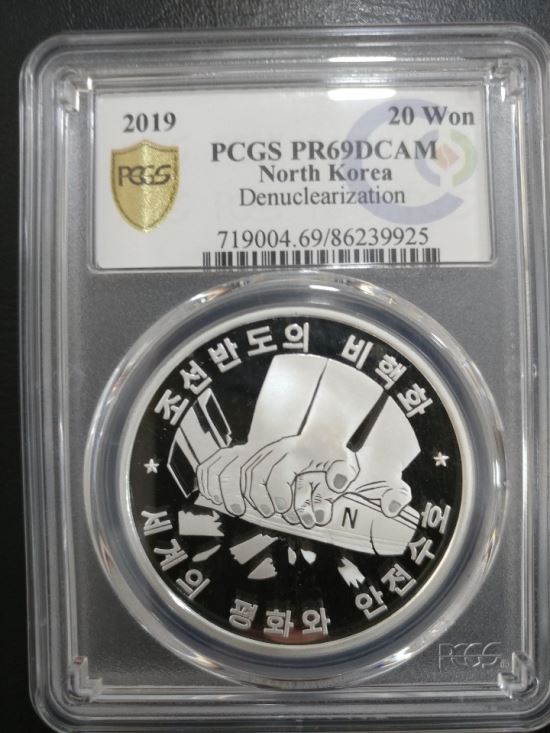 2019 20 Won
PCGS PCGS PR69DCAM
North Korea
Denuclearization
719004.69/86239925
조선반도의 비핵화
N
세계의 평화와 안전수호
PCGS